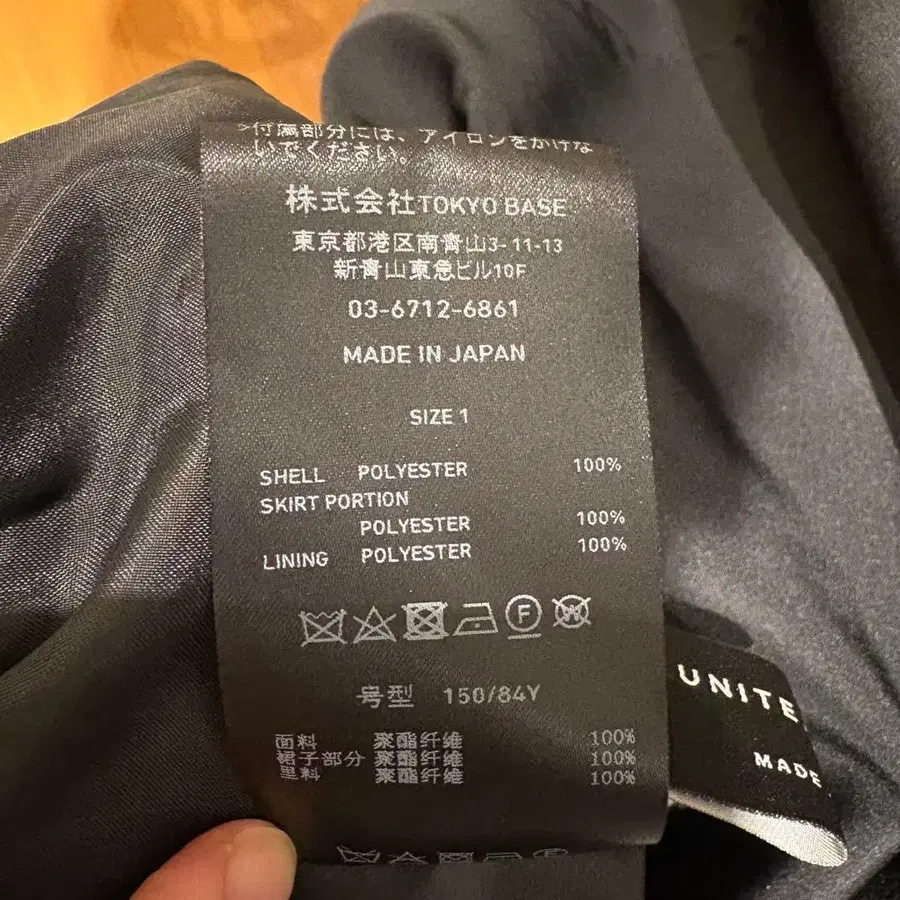 >付属部分には、アイロンをかけな
いでください。
株式会社TOKYO BASE
東京都港区南青山3-11-13
新青山東急ビル10F
03-6712-6861
MADE IN JAPAN
SIZE 1
SHELL POLYESTER 100%
SKIRT PORTION
POLYESTER 100%
LINING POLYESTER 100%
F
W
号型 150/84Y
面料 聚酯纤维 100%
裙子部分 聚酯纤维 100%
里料 聚酯纤维 100%
UNITE
MADE